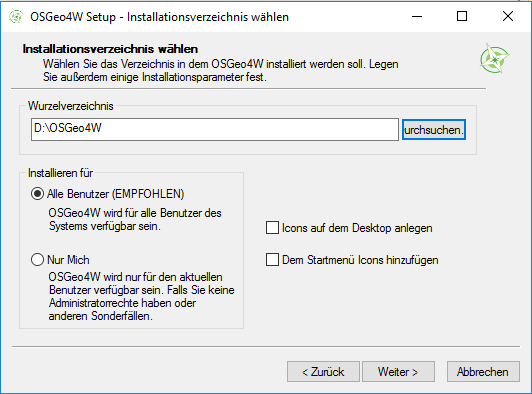 OSGeo4W Setup - Installationsverzeichnis wählen
Installationsverzeichnis wählen
Wählen Sie das Verzeichnis in dem OSGeo4W installiert werden soll. Legen
Sie außerdem einige Installationsparameter fest.
Wurzelverzeichnis
D:\OSGeo4W
urchsuchen.
Installieren für
Alle Benutzer (EMPFOHLEN)
OSGeo4W wird für alle Benutzer des
Systems verfügbar sein.
Nur Mich
OSGeo4W wird nur für den aktuellen
Benutzer verfügbar sein. Falls Sie keine
Administratorrechte haben oder
anderen Sonderfällen.
Icons auf dem Desktop anlegen
Dem Startmenü Icons hinzufügen
< Zurück
Weiter >
Abbrechen